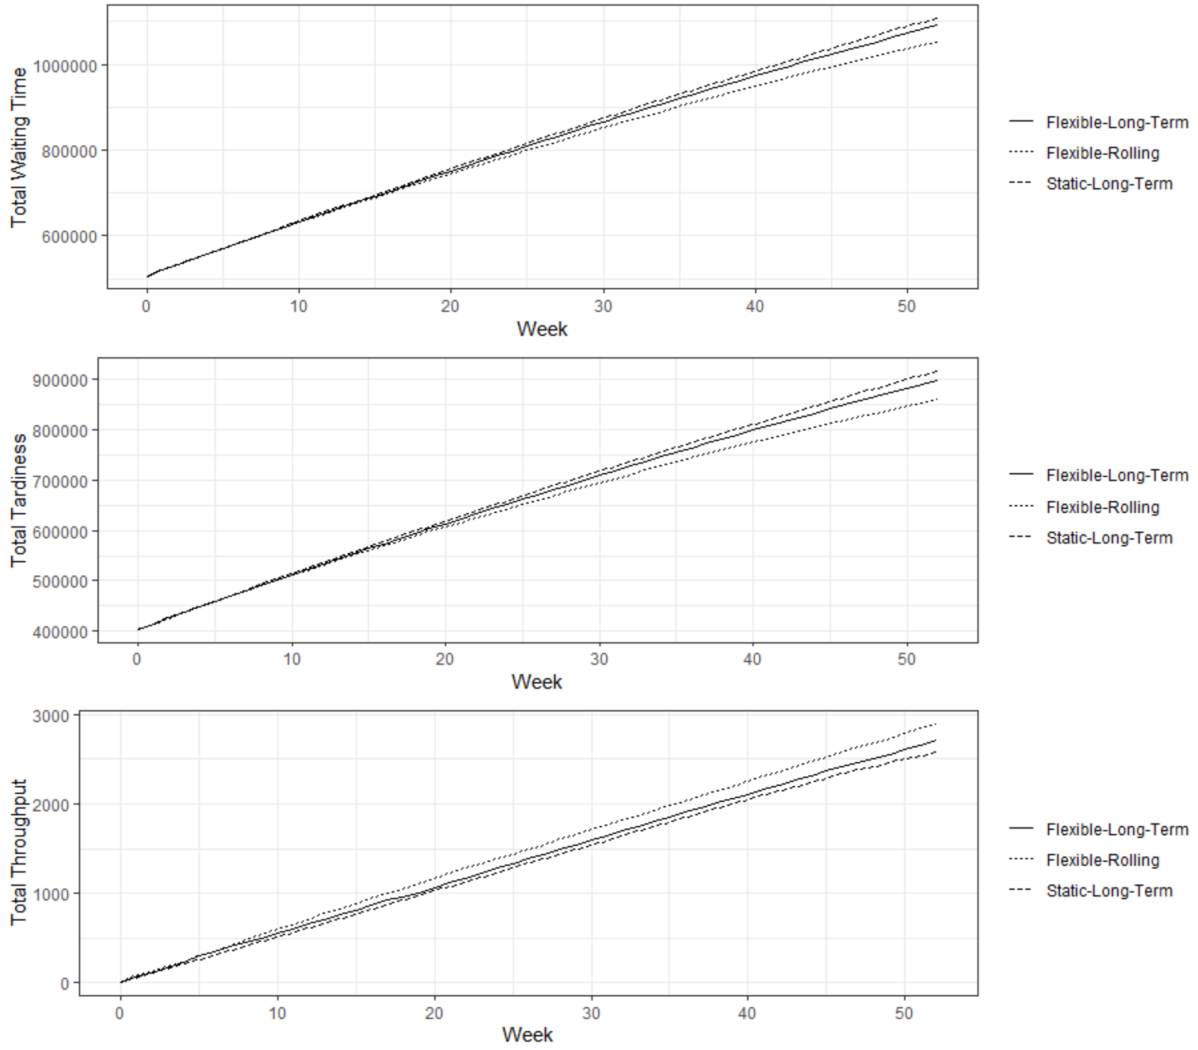 Total Waiting Time
1000000
800000
600000
0 10 20 30 40 50
Week
Flexible-Long-Term
Flexible-Rolling
Static-Long-Term
Total Tardiness
900000
800000
700000
600000
500000
400000
0 10 20 30 40 50
Week
Flexible-Long-Term
Flexible-Rolling
Static-Long-Term
Total Throughput
3000
2000
1000
0
0 10 20 30 40 50
Week
Flexible-Long-Term
Flexible-Rolling
Static-Long-Term